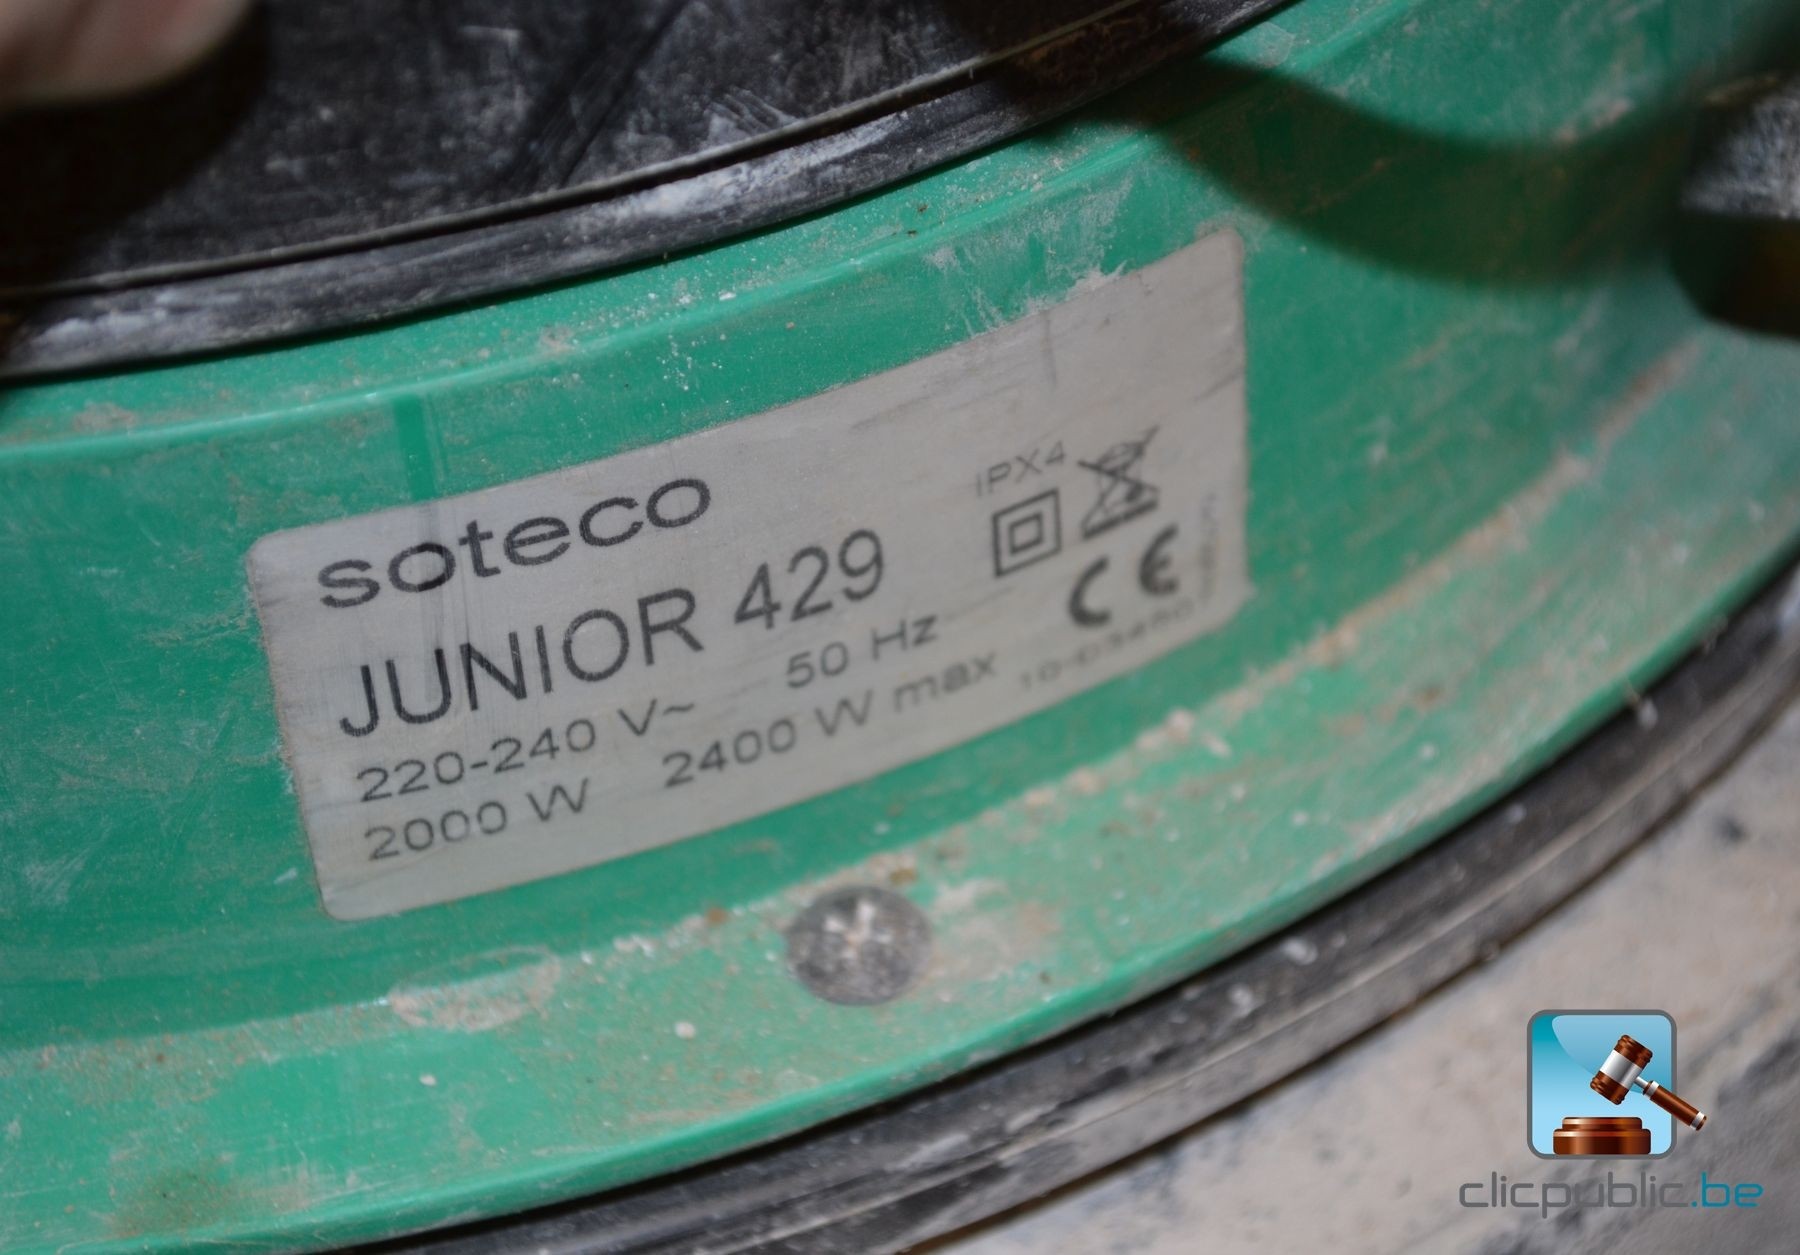 soteco
JUNIOR 429
220-240 V~ 50 Hz
2000 W 2400 W max
IPX4
CE
clicpublic.be